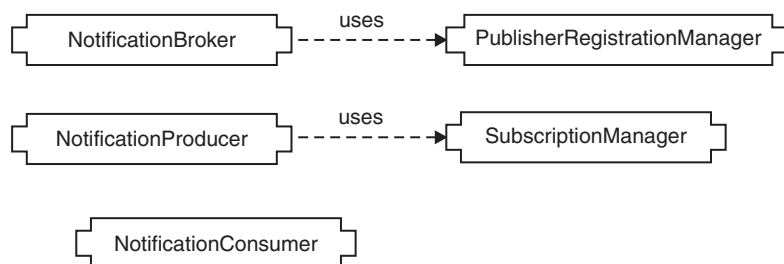 uses
NotificationBroker
PublisherRegistrationManager
uses
NotificationProducer
SubscriptionManager
NotificationConsumer